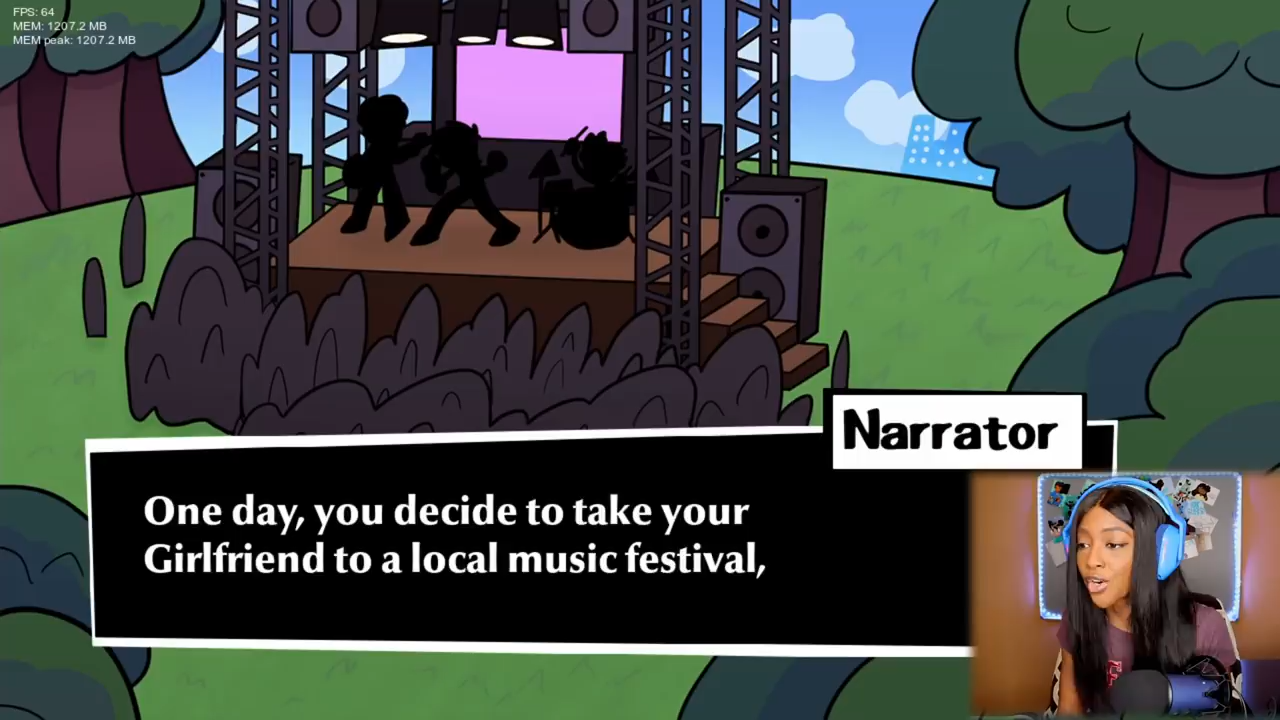 FPS: 64
MEM: 1207.2 MB
MEM peak: 1207.2 MB
Narrator
One day, you decide to take your
Girlfriend to a local music festival,